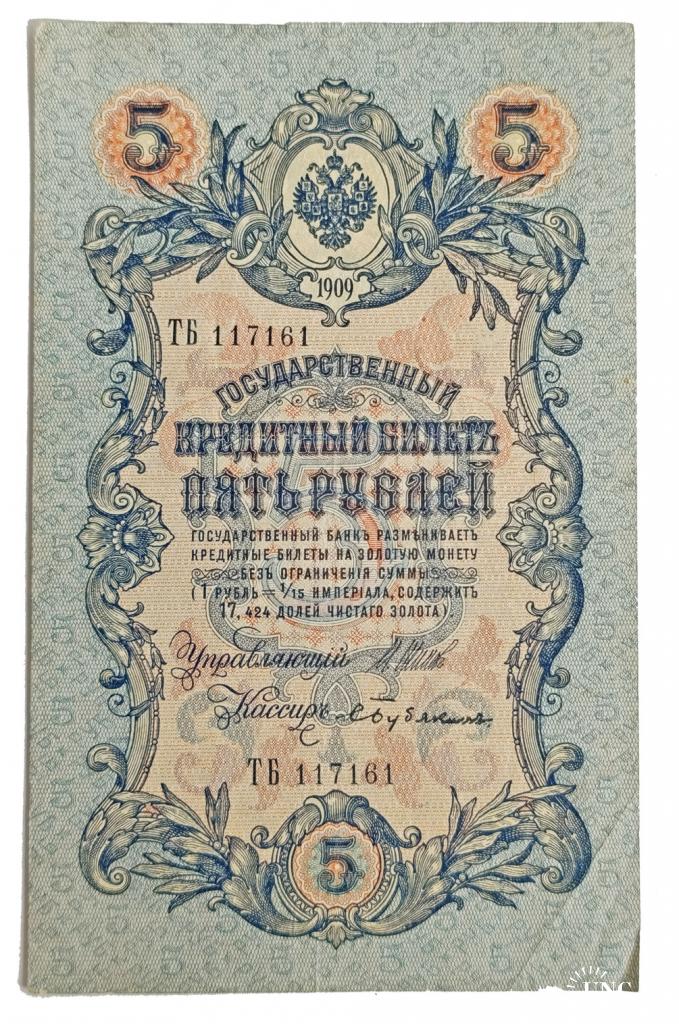 5 5
1909
ТБ 117161
ГОСУДАРСТВЕННЫЙ
КРЕДИТНЫЙ БИЛЕТЪ
ПЯТЬ РУБЛЕЙ
ГОСУДАРСТВЕННЫЙ БАНКЪ РАЗМѢНИВАЕТЪ
КРЕДИТНЫЕ БИЛЕТЫ НА ЗОЛОТУЮ МОНЕТУ
БЕЗЪ ОГРАНИЧЕНІЯ СУММЫ
(1 РУБЛЬ = 1/15 ИМПЕРІАЛА, СОДЕРЖИТЪ
17,424 ДОЛЕЙ ЧИСТАГО ЗОЛОТА)
Управляющій
Кассиръ
ТБ 117161
5
UNC